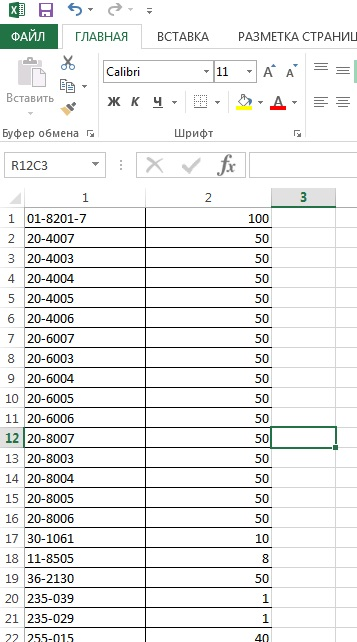 ФАЙЛ ГЛАВНАЯ ВСТАВКА РАЗМЕТКА СТРАНИЦ
Calibri 11 А А
Вставить Ж К Ч А
Буфер обмена Шрифт
R12C3
1 2 3
1 01-8201-7 100
2 20-4007 50
3 20-4003 50
4 20-4004 50
5 20-4005 50
6 20-4006 50
7 20-6007 50
8 20-6003 50
9 20-6004 50
10 20-6005 50
11 20-6006 50
12 20-8007 50
13 20-8003 50
14 20-8004 50
15 20-8005 50
16 20-8006 50
17 30-1061 10
18 11-8505 8
19 36-2130 50
20 235-039 1
21 235-029 1
22 255-015 40